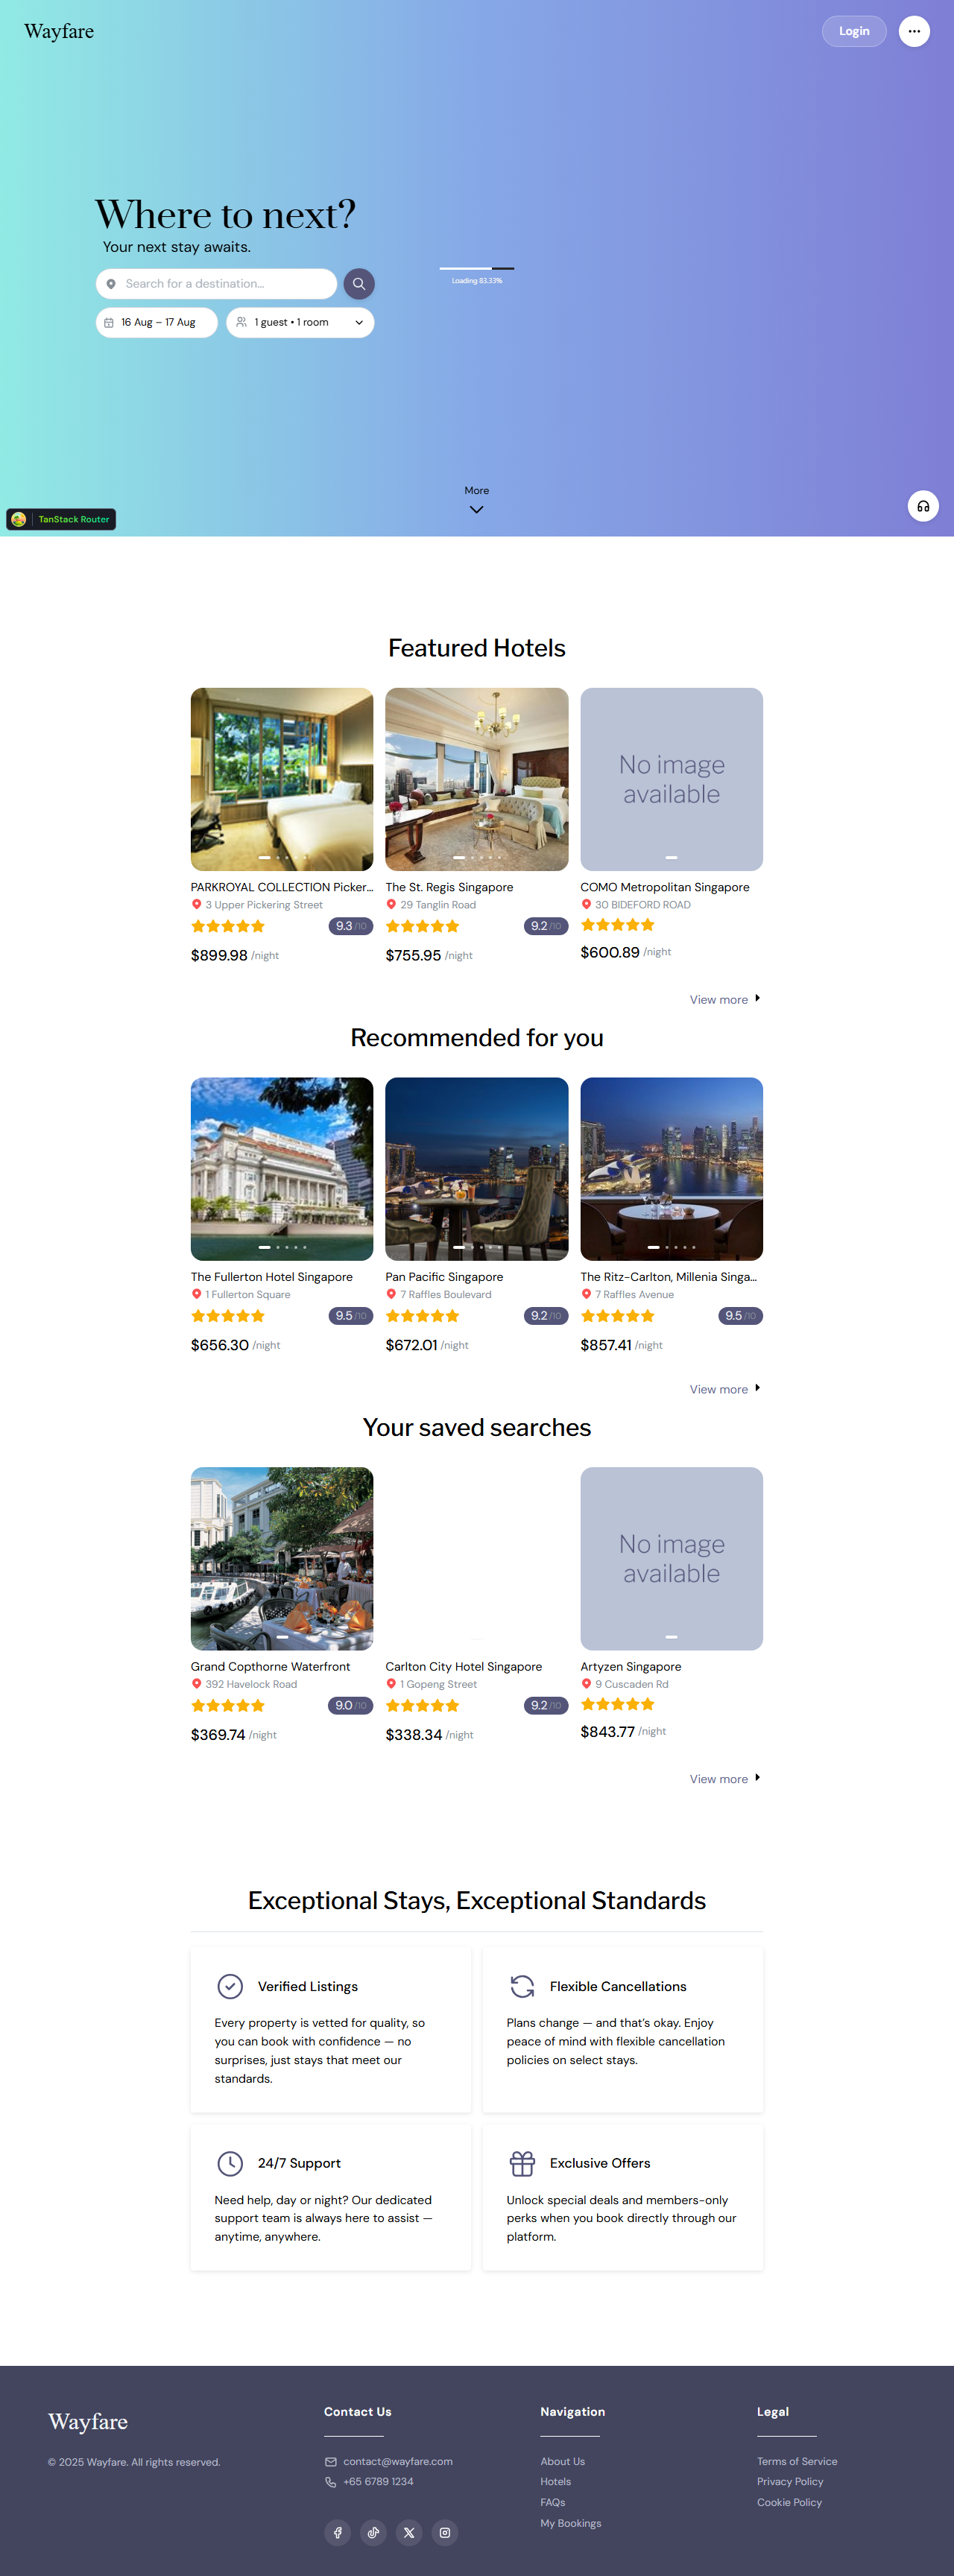 Wayfare
Login
Where to next?
Your next stay awaits.
Search for a destination...
16 Aug – 17 Aug
1 guest • 1 room
Loading 83.33%
More
TanStack Router
Featured Hotels
No image
available
PARKROYAL COLLECTION Picker...
3 Upper Pickering Street
9.3 /10
$899.98 /night
The St. Regis Singapore
29 Tanglin Road
9.2 /10
$755.95 /night
COMO Metropolitan Singapore
30 BIDEFORD ROAD
$600.89 /night
View more
Recommended for you
The Fullerton Hotel Singapore
1 Fullerton Square
9.5 /10
$656.30 /night
Pan Pacific Singapore
7 Raffles Boulevard
9.2 /10
$672.01 /night
The Ritz-Carlton, Millenia Singa...
7 Raffles Avenue
9.5 /10
$857.41 /night
View more
Your saved searches
No image
available
Grand Copthorne Waterfront
392 Havelock Road
9.0 /10
$369.74 /night
Carlton City Hotel Singapore
1 Gopeng Street
9.2 /10
$338.34 /night
Artyzen Singapore
9 Cuscaden Rd
$843.77 /night
View more
Exceptional Stays, Exceptional Standards
Verified Listings
Every property is vetted for quality, so
you can book with confidence — no
surprises, just stays that meet our
standards.
Flexible Cancellations
Plans change — and that's okay. Enjoy
peace of mind with flexible cancellation
policies on select stays.
24/7 Support
Need help, day or night? Our dedicated
support team is always here to assist —
anytime, anywhere.
Exclusive Offers
Unlock special deals and members-only
perks when you book directly through our
platform.
Wayfare
© 2025 Wayfare. All rights reserved.
Contact Us
contact@wayfare.com
+65 6789 1234
Navigation
About Us
Hotels
FAQs
My Bookings
Legal
Terms of Service
Privacy Policy
Cookie Policy